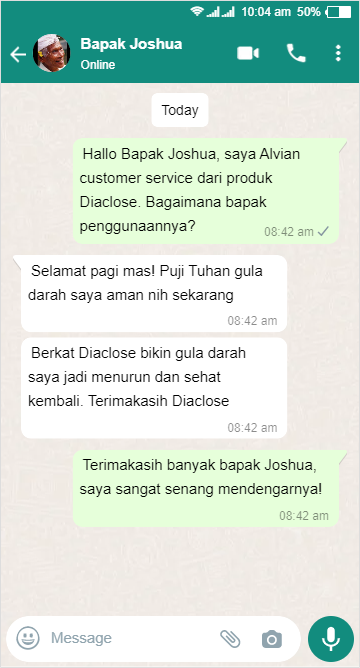 10:04 am 50%
Bapak Joshua
Online
Today
Hallo Bapak Joshua, saya Alvian
customer service dari produk
Diaclose. Bagaimana bapak
penggunaannya?
08:42 am
Selamat pagi mas! Puji Tuhan gula
darah saya aman nih sekarang
08:42 am
Berkat Diaclose bikin gula darah
saya jadi menurun dan sehat
kembali. Terimakasih Diaclose
08:42 am
Terimakasih banyak bapak Joshua,
saya sangat senang mendengarnya!
08:42 am
Message